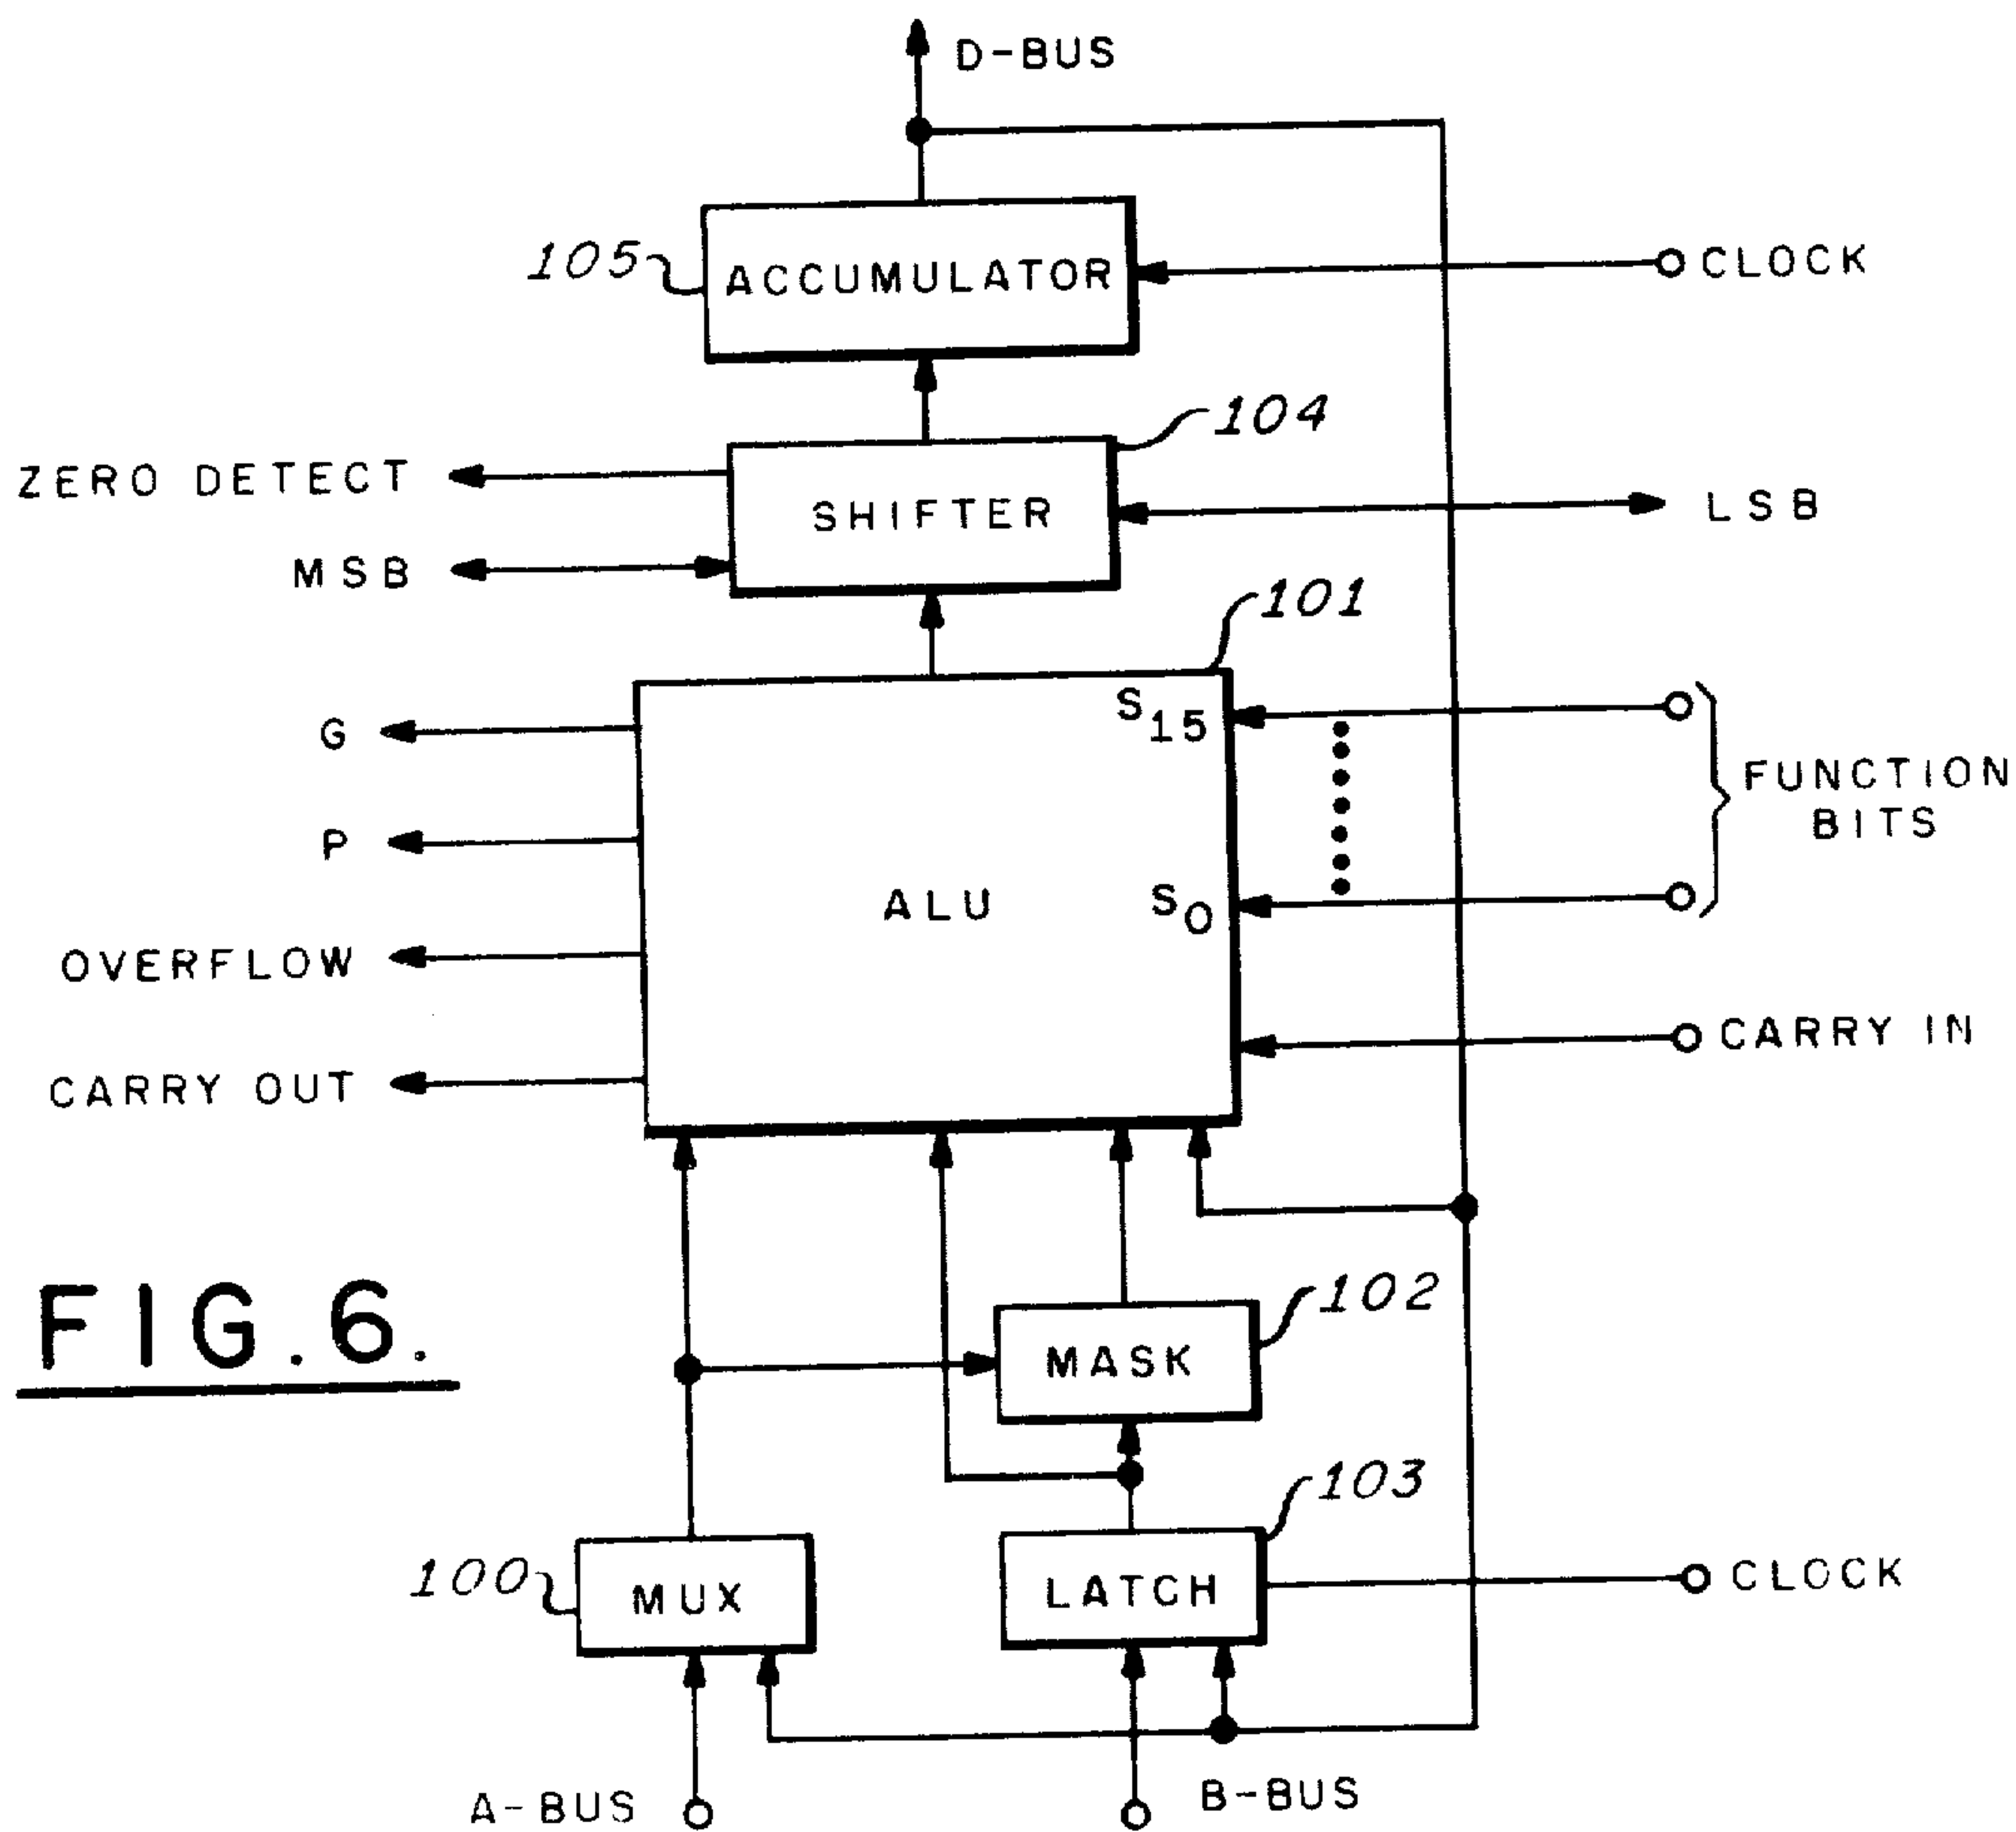 D-BUS
105
ACCUMULATOR
CLOCK
104
ZERO DETECT
SHIFTER
LSB
MSB
101
S15
G
FUNCTION
BITS
P
ALU
S0
OVERFLOW
CARRY IN
CARRY OUT
FIG.6.
102
MASK
103
100
MUX
LATCH
CLOCK
A-BUS
B-BUS